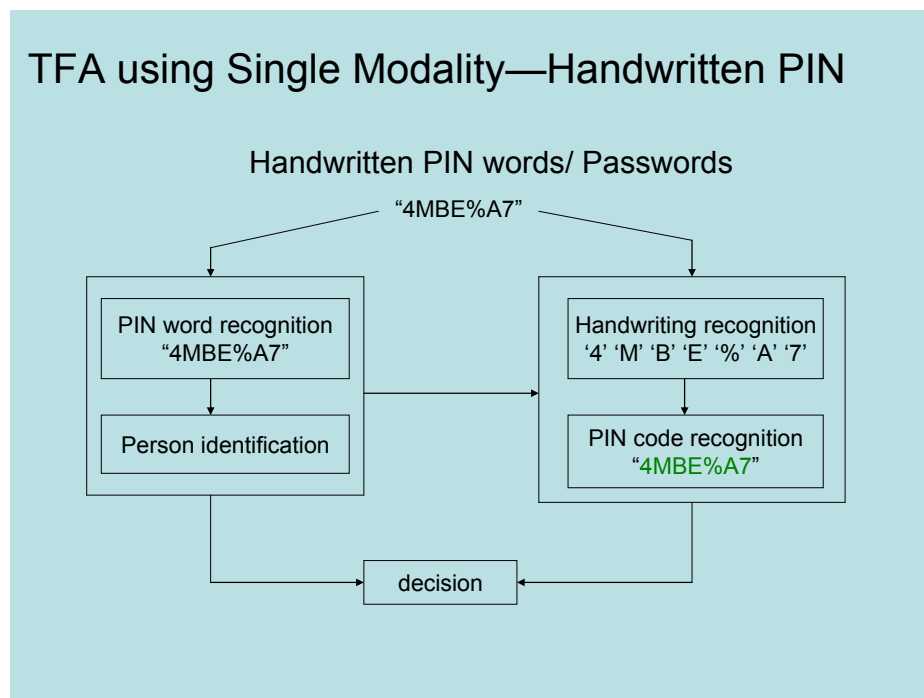 TFA using Single Modality—Handwritten PIN
Handwritten PIN words/ Passwords
“4MBE%A7”
PIN word recognition
“4MBE%A7”
Person identification
Handwriting recognition
‘4’ ‘M’ ‘B’ ‘E’ ‘%’ ‘A’ ‘7’
PIN code recognition
“4MBE%A7”
decision